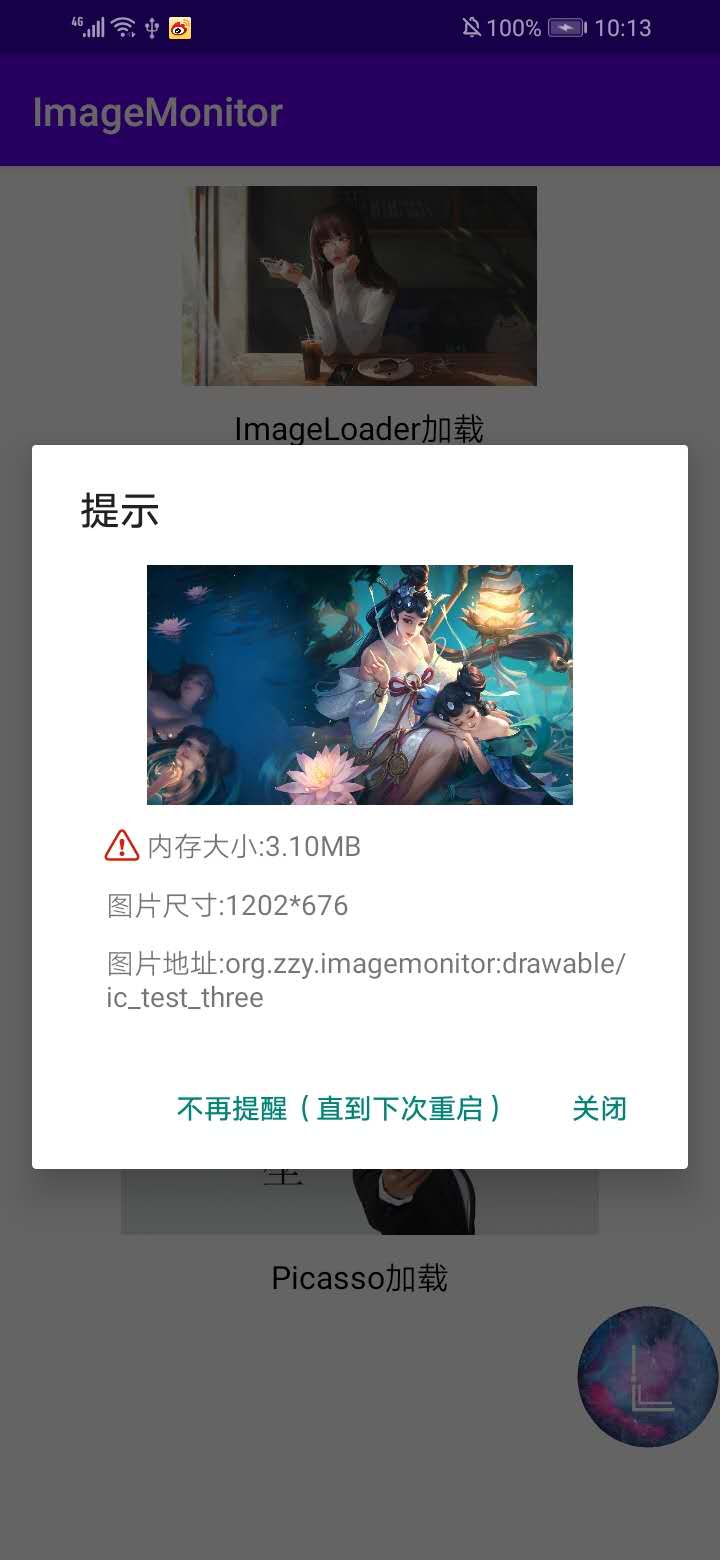 4G 100% 10:13
ImageMonitor
ImageLoader加载
提示
内存大小:3.10MB
图片尺寸:1202*676
图片地址:org.zzy.imagemonitor:drawable/
ic_test_three
不再提醒（直到下次重启） 关闭
Picasso加载